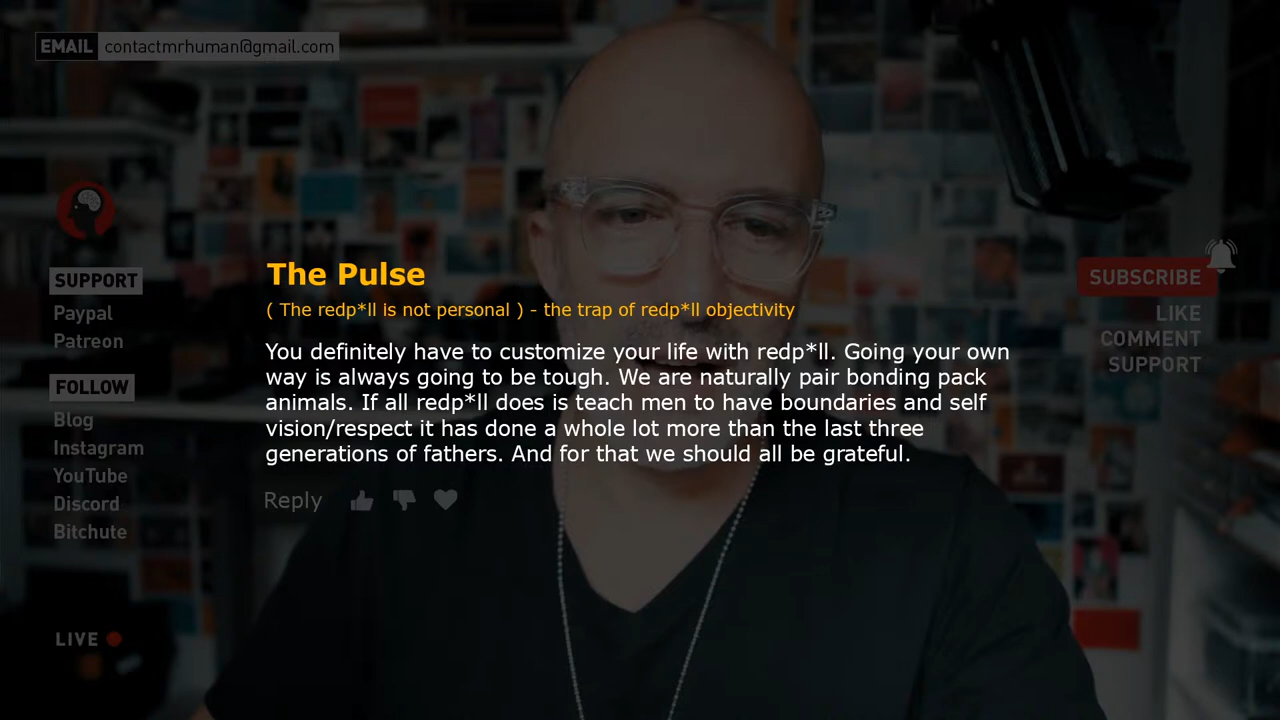 EMAIL contactmrhuman@gmail.com
SUPPORT
Paypal
Patreon
FOLLOW
Blog
Instagram
YouTube
Discord
Bitchute
LIVE
The Pulse
( The redp*ll is not personal ) - the trap of redp*ll objectivity
You definitely have to customize your life with redp*ll. Going your own
way is always going to be tough. We are naturally pair bonding pack
animals. If all redp*ll does is teach men to have boundaries and self
vision/respect it has done a whole lot more than the last three
generations of fathers. And for that we should all be grateful.
Reply
SUBSCRIBE
LIKE
COMMENT
SUPPORT